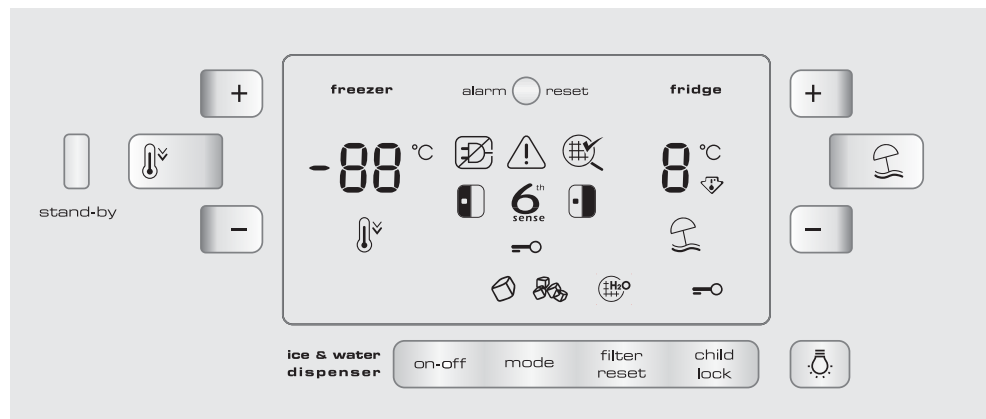 freezer alarm reset fridge
+ +
-88 °C 8 °C
6th
sense
stand-by
- -
H₂O
ice & water
dispenser
on-off mode filter
reset child
lock